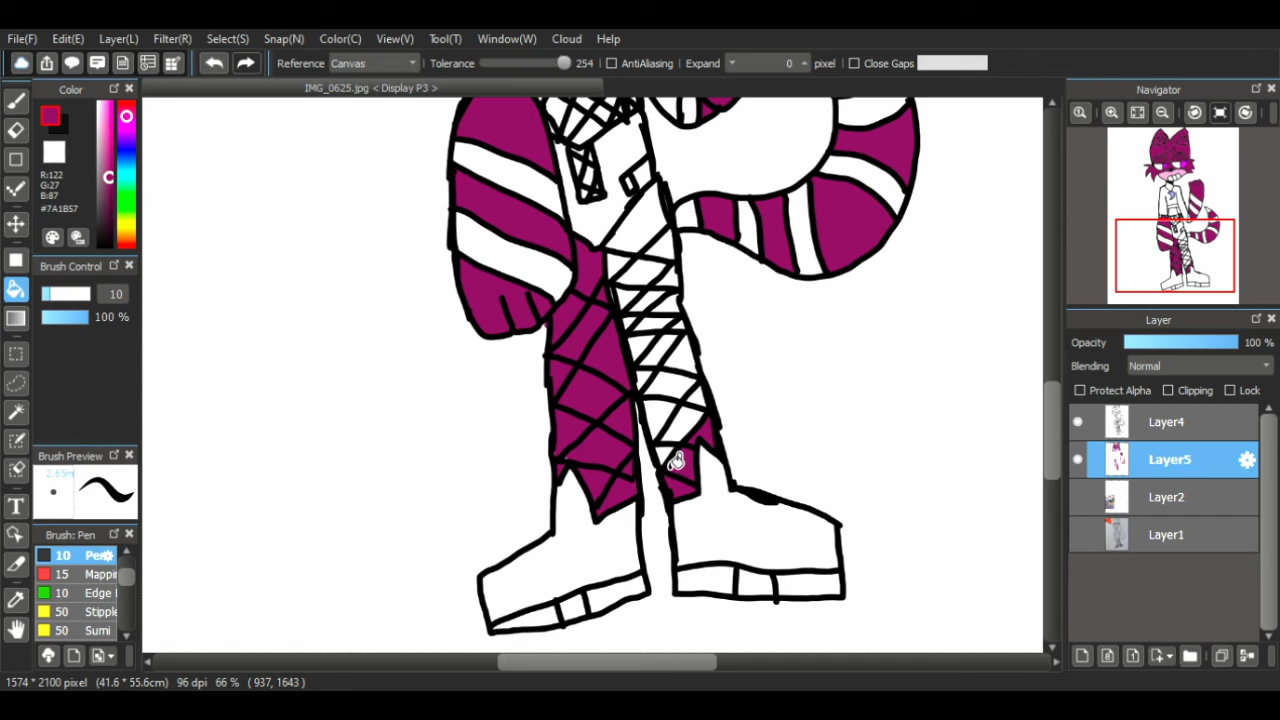 File(F) Edit(E) Layer(L) Filter(R) Select(S) Snap(N) Color(C) View(V) Tool(T) Window(W) Cloud Help
Reference Canvas Tolerance 254 AntiAliasing Expand 0 pixel Close Gaps
Color IMG_0625.jpg < Display P3 > Navigator
R:122
G:27
B:87
#7A1B57
Brush Control
10
100 %
Layer
Opacity 100 %
Blending Normal
Protect Alpha Clipping Lock
Layer4
Layer5
Layer2
Layer1
Brush Preview
Brush: Pen
10
15 Mappin
10 Edge
50 Stipple
50 Sumi
1574 * 2100 pixel (41.6 * 55.6cm) 96 dpi 66 % ( 937, 1643 )